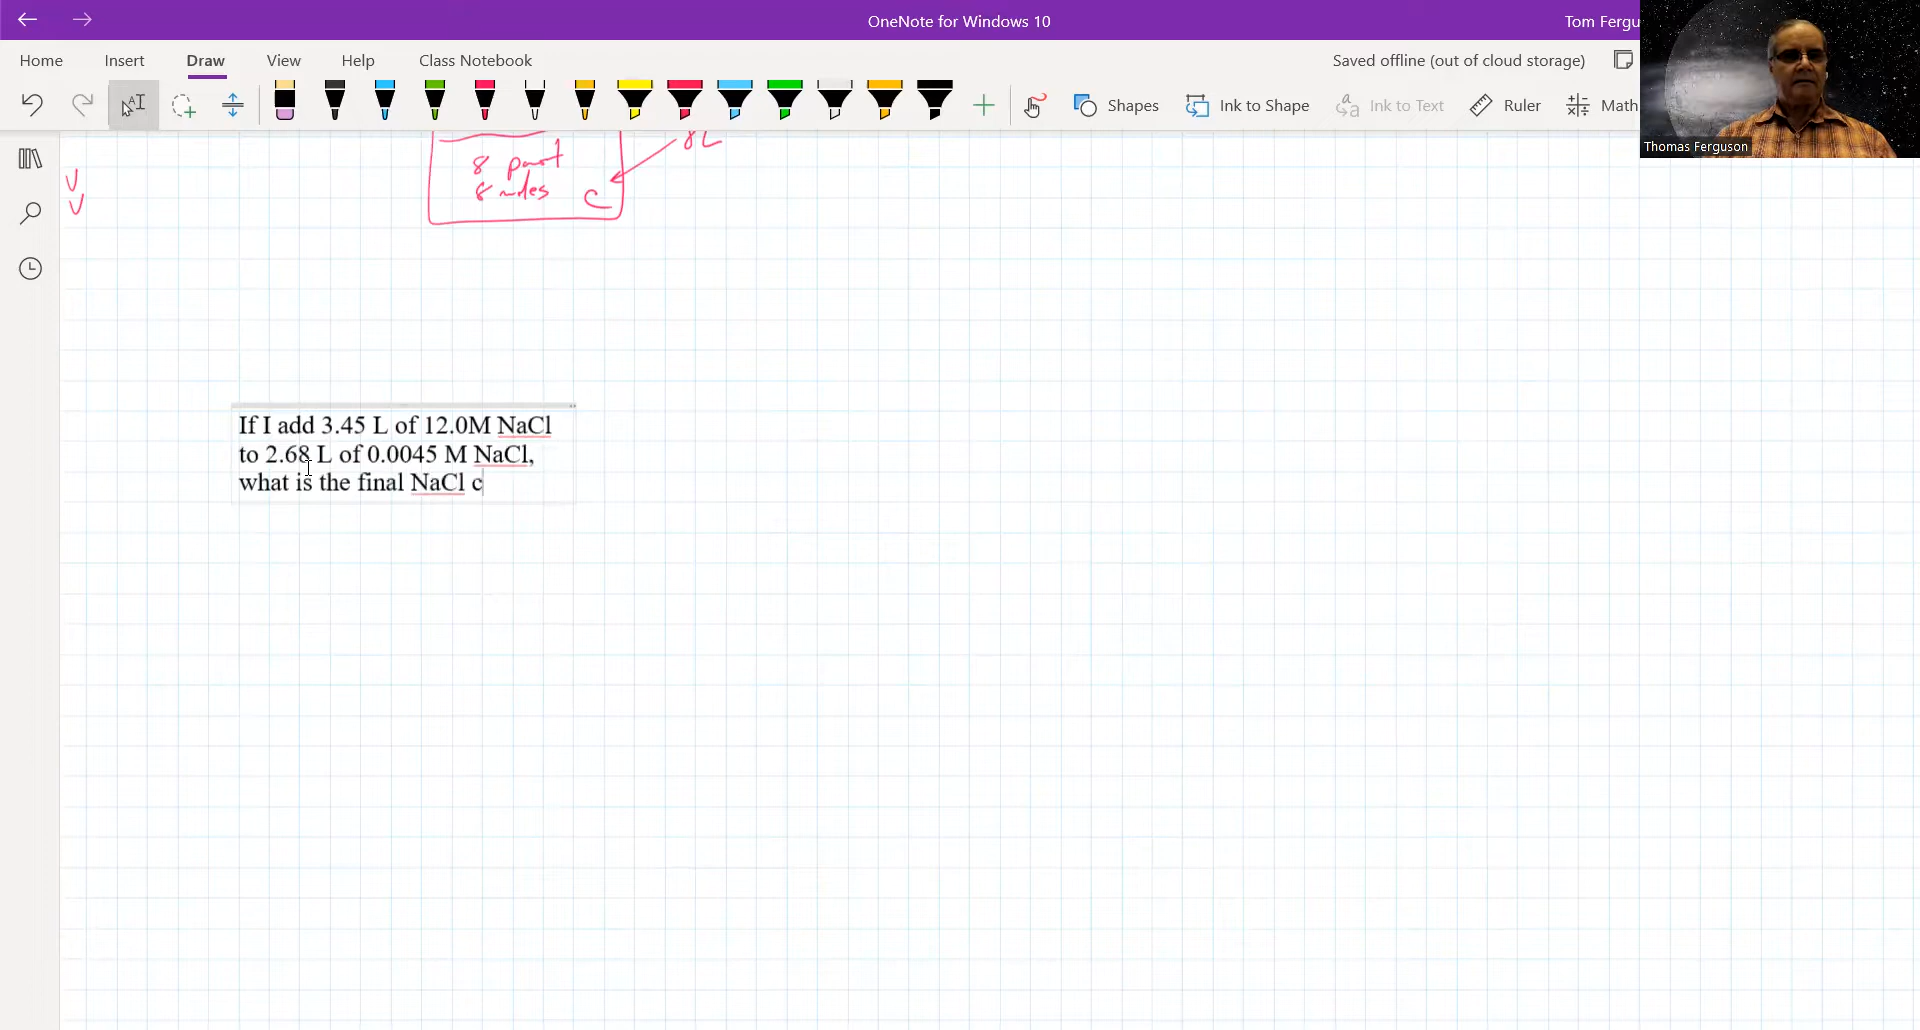 OneNote for Windows 10
Tom Fergu
Home Insert Draw View Help Class Notebook
Saved offline (out of cloud storage)
Shapes Ink to Shape Ink to Text Ruler Math
Thomas Ferguson
8L
8 part
8 moles
C
If I add 3.45 L of 12.0M NaCl
to 2.68 L of 0.0045 M NaCl,
what is the final NaCl c